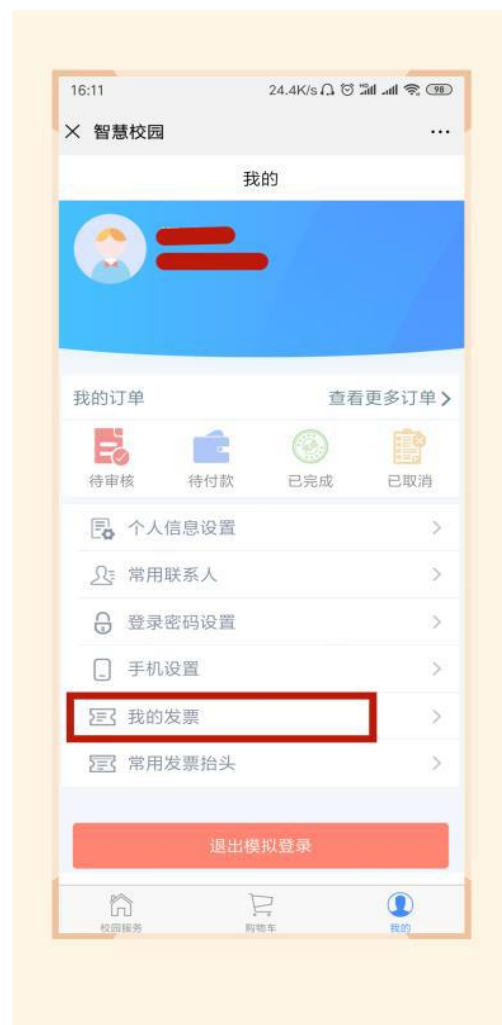 16:11 24.4K/s HD 98
智慧校园
我的
我的订单 查看更多订单
待审核 待付款 已完成 已取消
个人信息设置
常用联系人
登录密码设置
手机设置
我的发票
常用发票抬头
退出模拟登录
校园服务 购物车 我的